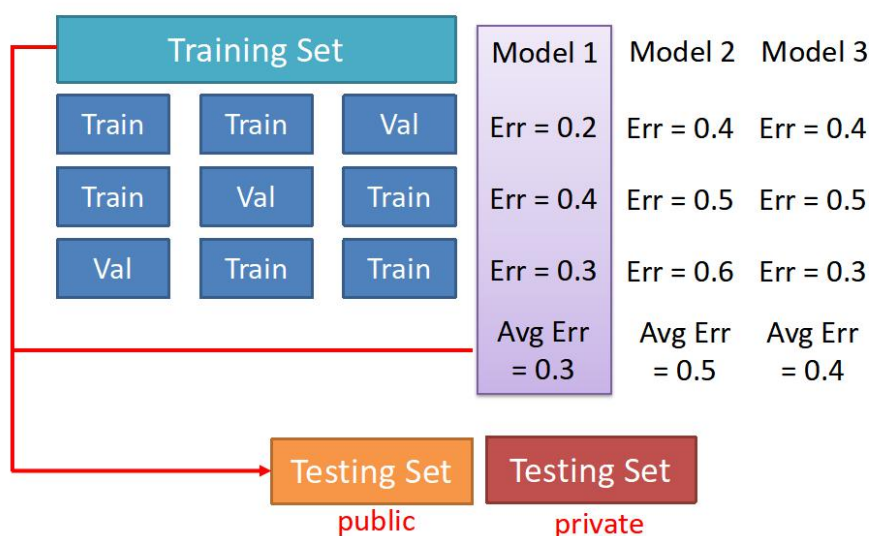 Training Set
Model 1 Model 2 Model 3
Train Train Val
Err = 0.2 Err = 0.4 Err = 0.4
Train Val Train
Err = 0.4 Err = 0.5 Err = 0.5
Val Train Train
Err = 0.3 Err = 0.6 Err = 0.3
Avg Err Avg Err Avg Err
= 0.3 = 0.5 = 0.4
Testing Set Testing Set
public private